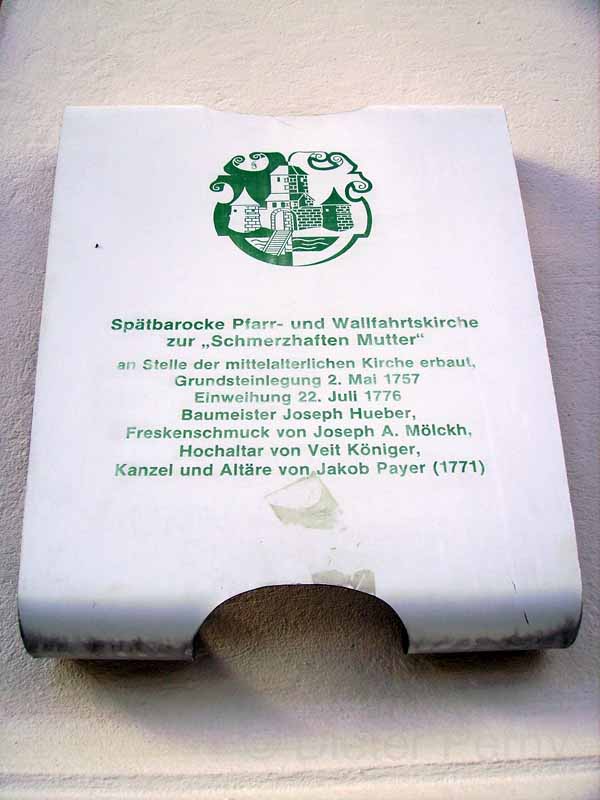 Spätbarocke Pfarr- und Wallfahrtskirche
zur „Schmerzhaften Mutter“
an Stelle der mittelalterlichen Kirche erbaut,
Grundsteinlegung 2. Mai 1757
Einweihung 22. Juli 1776
Baumeister Joseph Hueber,
Freskenschmuck von Joseph A. Mölckh,
Hochaltar von Veit Königer,
Kanzel und Altäre von Jakob Payer (1771)
© Dieter Perny